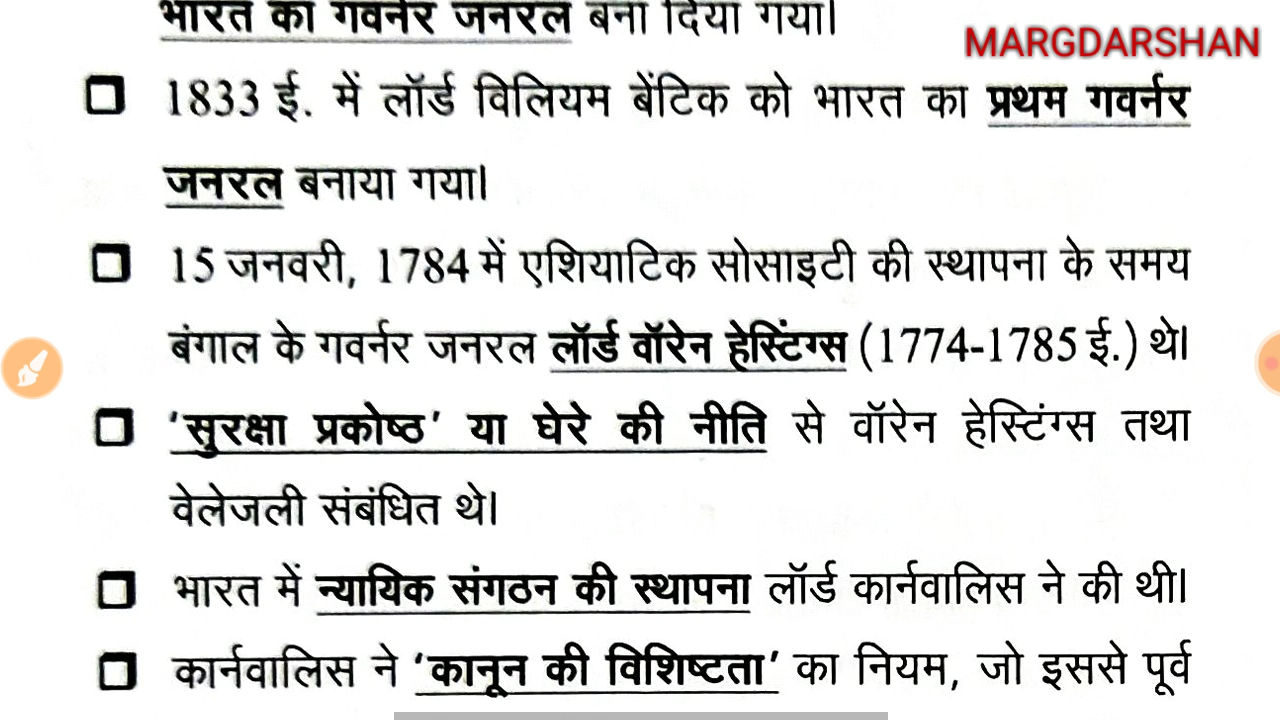 भारत का गवर्नर जनरल बना दिया गया।
MARGDARSHAN
1833 ई. में लॉर्ड विलियम बेंटिक को भारत का प्रथम गवर्नर
जनरल बनाया गया।
15 जनवरी, 1784 में एशियाटिक सोसाइटी की स्थापना के समय
बंगाल के गवर्नर जनरल लॉर्ड वॉरेन हेस्टिंग्स (1774-1785 ई.) थे।
‘सुरक्षा प्रकोष्ठ’ या घेरे की नीति से वॉरेन हेस्टिंग्स तथा
वेलेजली संबंधित थे।
भारत में न्यायिक संगठन की स्थापना लॉर्ड कार्नवालिस ने की थी।
कार्नवालिस ने ‘कानून की विशिष्टता’ का नियम, जो इससे पूर्व